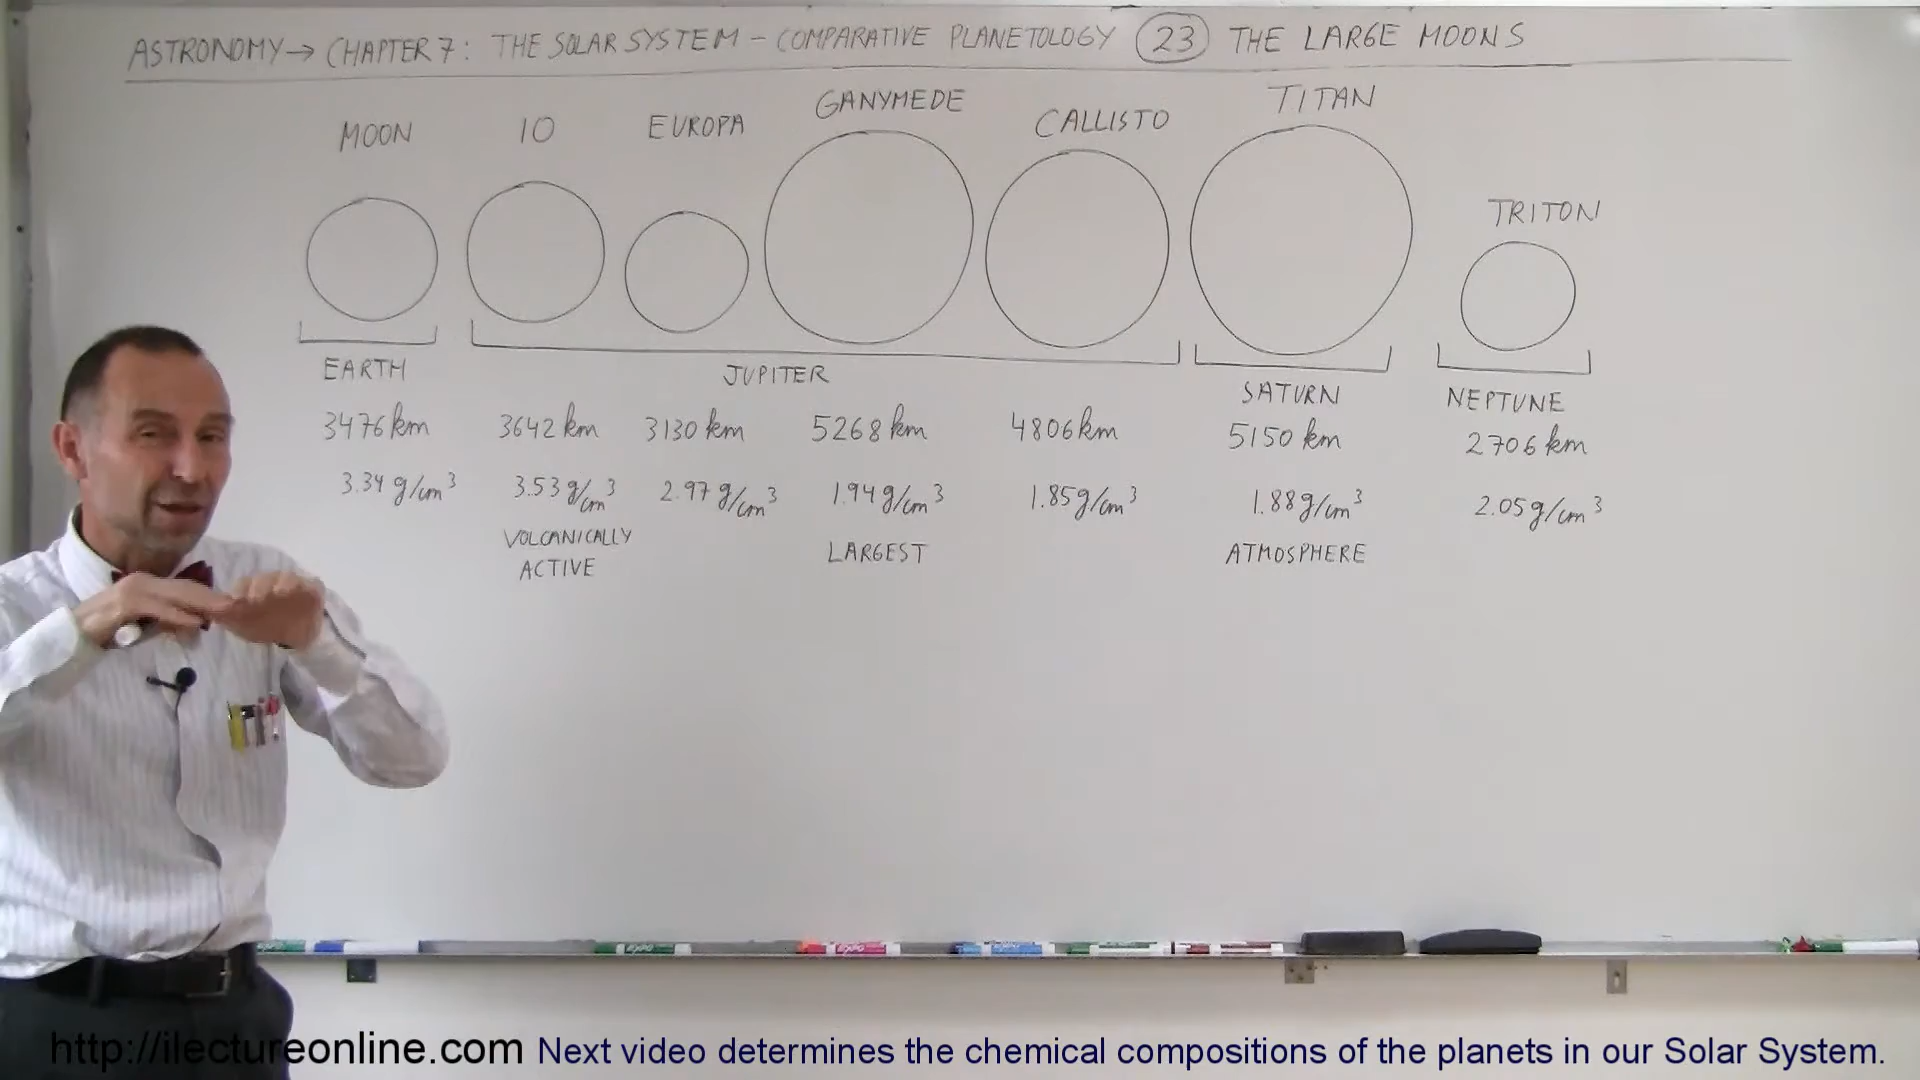 ASTRONOMY → CHAPTER 7: THE SOLAR SYSTEM – COMPARATIVE PLANETOLOGY 23 THE LARGE MOONS
MOON IO EUROPA GANYMEDE CALLISTO TITAN TRITON
EARTH JUPITER SATURN NEPTUNE
3476 km 3642 km 3130 km 5268 km 4806 km 5150 km 2706 km
3.34 g/cm³ 3.53 g/cm³ 2.97 g/cm³ 1.94 g/cm³ 1.85 g/cm³ 1.88 g/cm³ 2.05 g/cm³
VOLCANICALLY ACTIVE LARGEST ATMOSPHERE
http://ilectureonline.com Next video determines the chemical compositions of the planets in our Solar System.